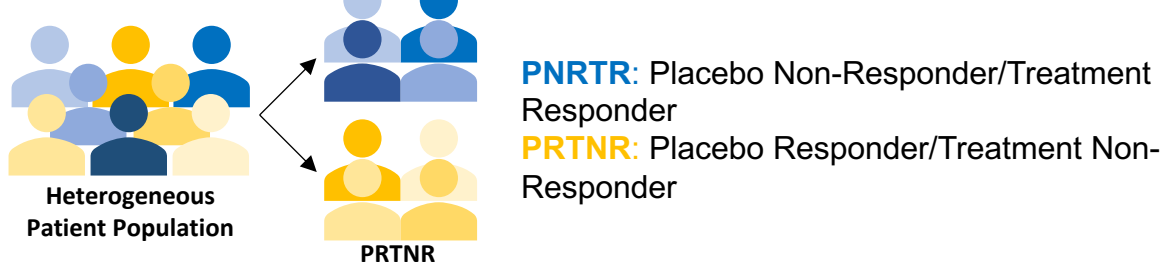 PNRTR: Placebo Non-Responder/Treatment
Responder
PRTNR: Placebo Responder/Treatment Non-
Responder
Heterogeneous
Patient Population
PRTNR